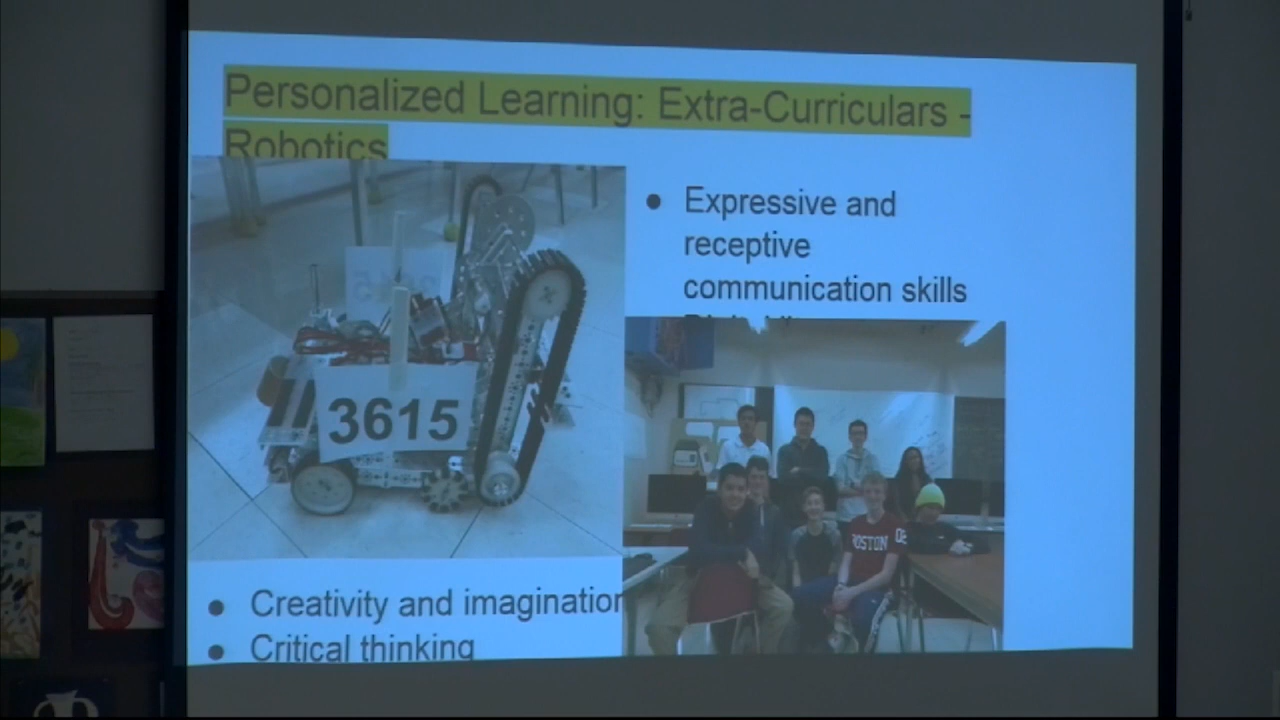 Personalized Learning: Extra-Curriculars -
Robotics
Expressive and
receptive
communication skills
3615
BOSTON
Creativity and imagination
Critical thinking